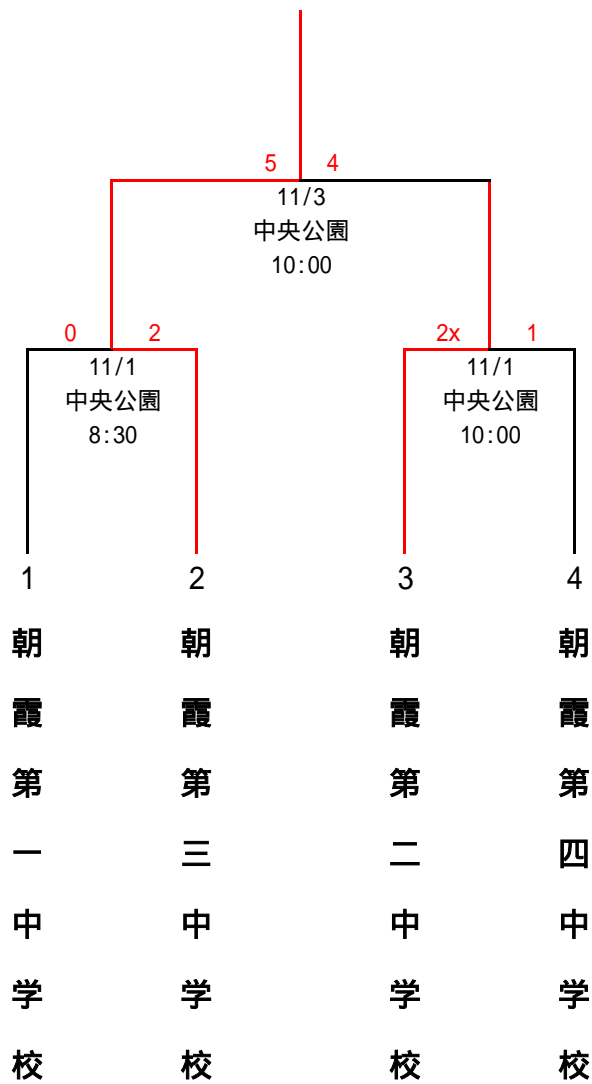 5 4
11/3
中央公園
10:00
0 2
11/1
中央公園
8:30
2x 1
11/1
中央公園
10:00
1
朝霞第一中学校
2
朝霞第三中学校
3
朝霞第二中学校
4
朝霞第四中学校